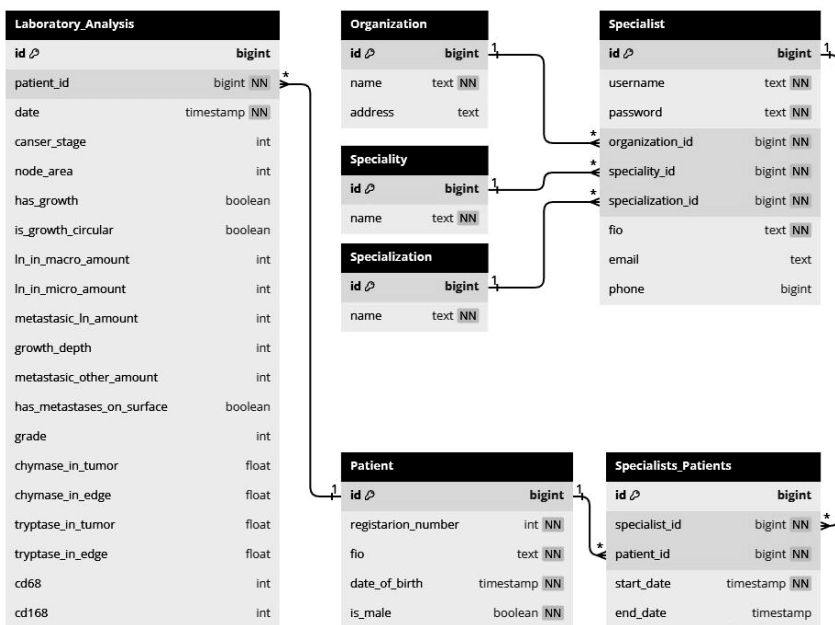 Laboratory_Analysis
id bigint
patient_id bigint NN
date timestamp NN
canser_stage int
node_area int
has_growth boolean
is_growth_circular boolean
ln_in_macro_amount int
ln_in_micro_amount int
metastasic_ln_amount int
growth_depth int
metastasic_other_amount int
has_metastases_on_surface boolean
grade int
chymase_in_tumor float
chymase_in_edge float
tryptase_in_tumor float
tryptase_in_edge float
cd68 int
cd168 int
*
Organization
id bigint
name text NN
address text
1
Speciality
id bigint
name text NN
1
Specialization
id bigint
name text NN
1
Specialist
id bigint
username text NN
password text NN
organization_id bigint NN
speciality_id bigint NN
specialization_id bigint NN
fio text NN
email text
phone bigint
1
*
*
*
Patient
id bigint
registarion_number int NN
fio text NN
date_of_birth timestamp NN
is_male boolean NN
1
1
Specialists_Patients
id bigint
specialist_id bigint NN
patient_id bigint NN
start_date timestamp NN
end_date timestamp
*
*